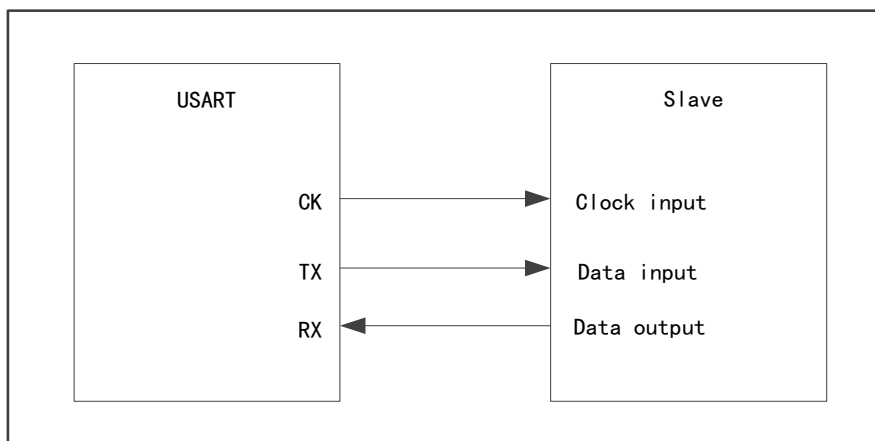 USART
Slave
CK
Clock input
TX
Data input
RX
Data output